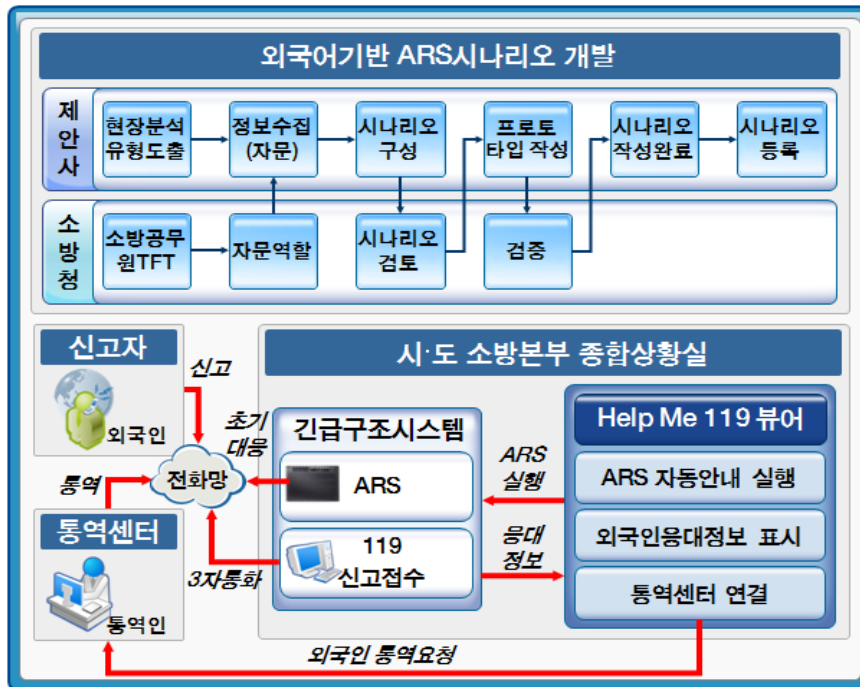 외국어기반 ARS시나리오 개발
제
안
사
현장분석
유형도출
정보수집
(자문)
시나리오
구성
프로토
타입 작성
시나리오
작성완료
시나리오
등록
소
방
청
소방공무
원TFT
자문역할
시나리오
검토
검증
신고자
외국인
신고
시·도 소방본부 종합상황실
초기
대응
긴급구조시스템
ARS
119
신고접수
전화망
통역
3자통화
ARS
실행
응대
정보
Help Me 119 뷰어
ARS 자동안내 실행
외국인응대정보 표시
통역센터 연결
통역센터
통역인
외국인 통역요청